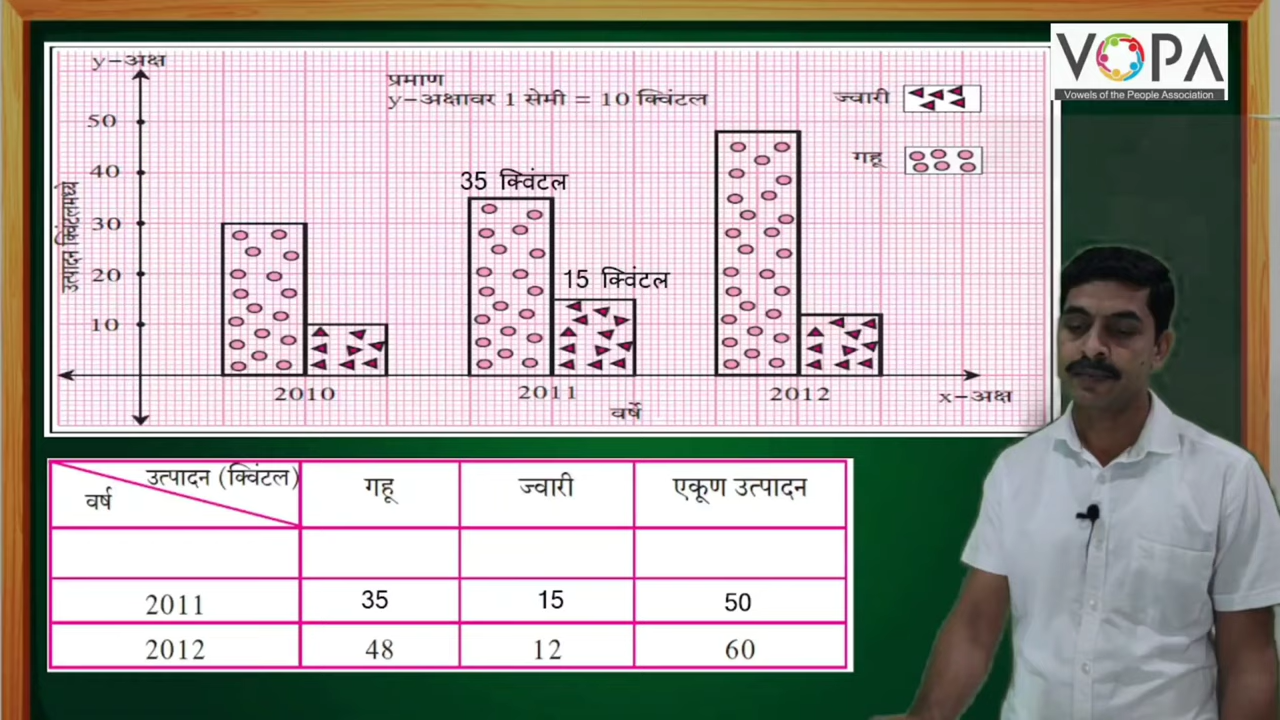 VOPA
Vowels of the People Association
y-अक्ष
प्रमाण
y-अक्षावर 1 सेमी = 10 क्विंटल
ज्वारी
गहू
50
40
30
20
10
उत्पादन क्विंटलमध्ये
35 क्विंटल
15 क्विंटल
2010 2011 2012
वर्षे
x-अक्ष
उत्पादन (क्विंटल) वर्ष गहू ज्वारी एकूण उत्पादन
2011 35 15 50
2012 48 12 60